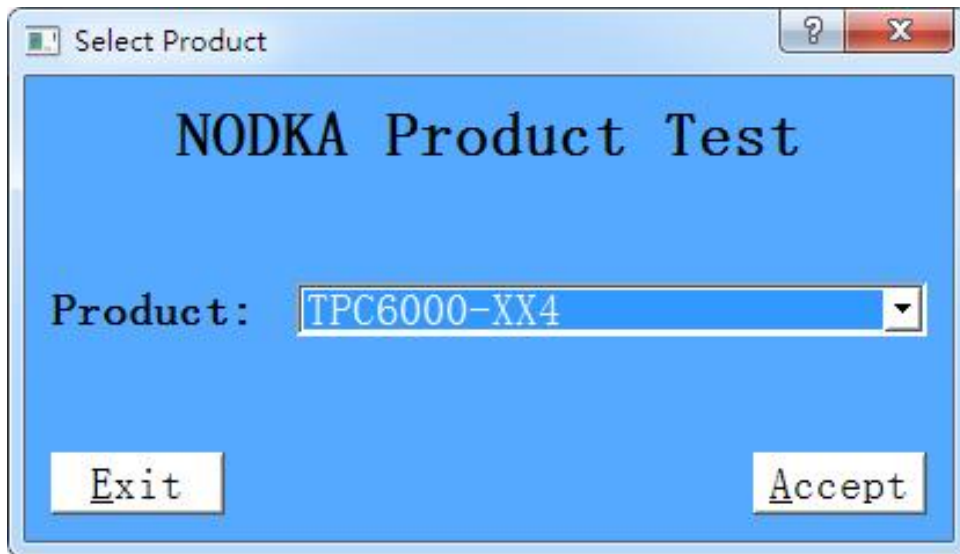 Select Product
NODKA Product Test
Product: TPC6000-XX4
Exit Accept